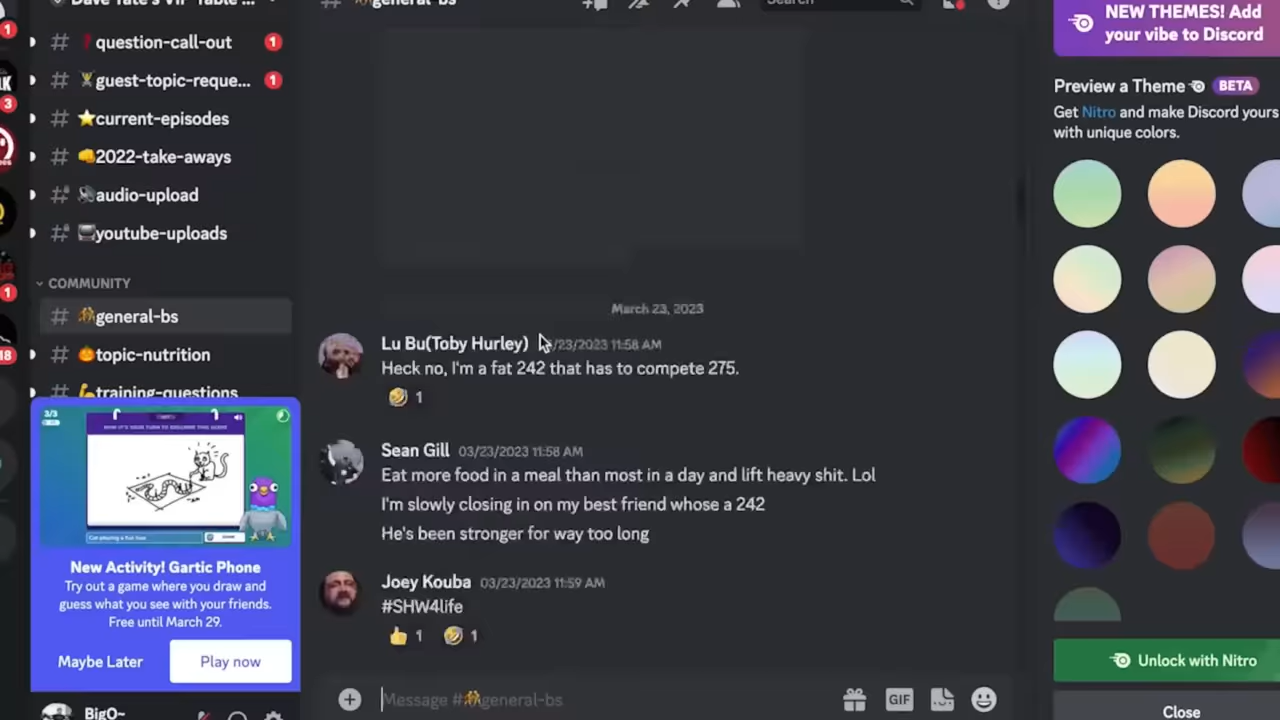 Dave Tate's VIP Table ...
general-bs
Search
1
question-call-out
1
guest-topic-reque...
1
3
current-episodes
2022-take-aways
audio-upload
youtube-uploads
COMMUNITY
1
general-bs
18
topic-nutrition
training-questions
3/3
New Activity! Gartic Phone
Try out a game where you draw and
guess what you see with your friends.
Free until March 29.
Maybe Later
Play now
BigO~
March 23, 2023
Lu Bu(Toby Hurley)
/23/2023 11:58 AM
Heck no, I'm a fat 242 that has to compete 275.
1
Sean Gill 03/23/2023 11:58 AM
Eat more food in a meal than most in a day and lift heavy shit. Lol
I'm slowly closing in on my best friend whose a 242
He's been stronger for way too long
Joey Kouba 03/23/2023 11:59 AM
#SHW4life
1 1
Message #general-bs
GIF
NEW THEMES! Add
your vibe to Discord
Preview a Theme BETA
Get Nitro and make Discord yours
with unique colors.
Unlock with Nitro
Close